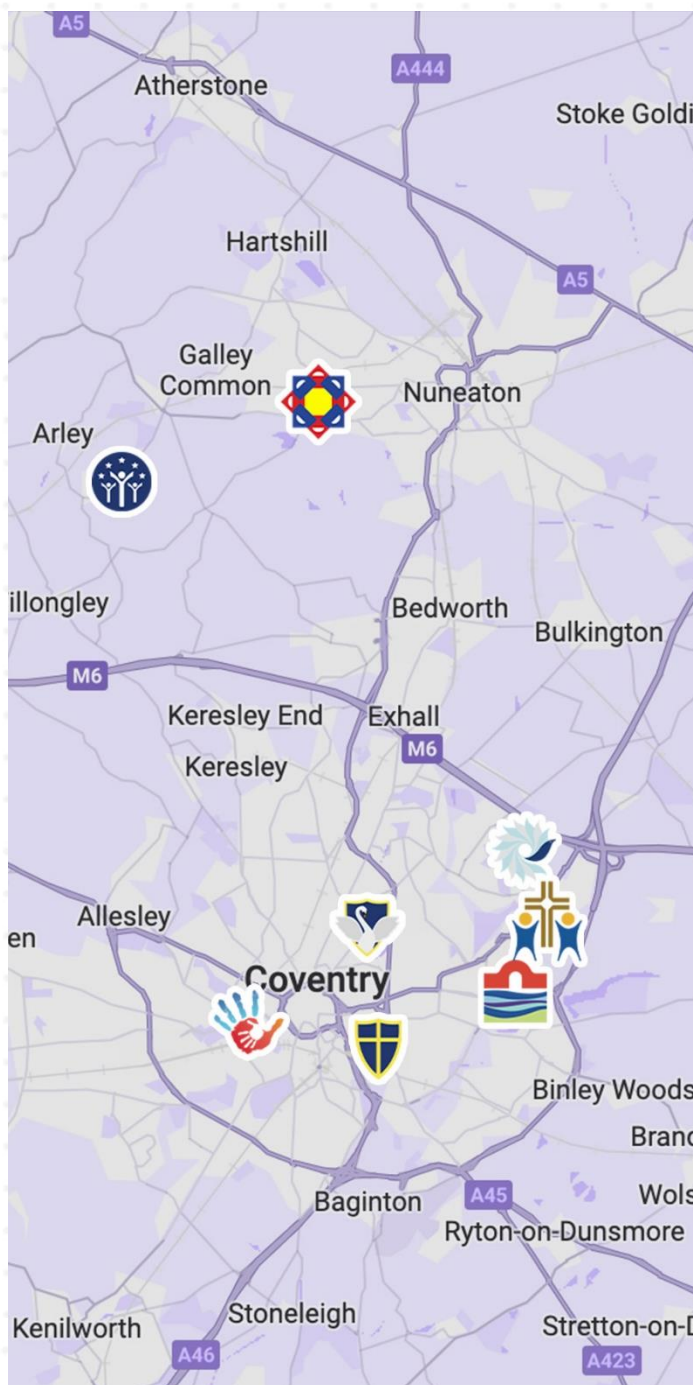 A5
Atherstone
A444
Stoke Goldi
Hartshill
A5
Galley
Common
Nuneaton
Arley
illongley
Bedworth
Bulkington
M6
Keresley End
Exhall
M6
Keresley
Allesley
en
Coventry
Binley Woods
Branc
Baginton
A45
Wols
Ryton-on-Dunsmore
Stoneleigh
Kenilworth
Stretton-on-D
A46
A423